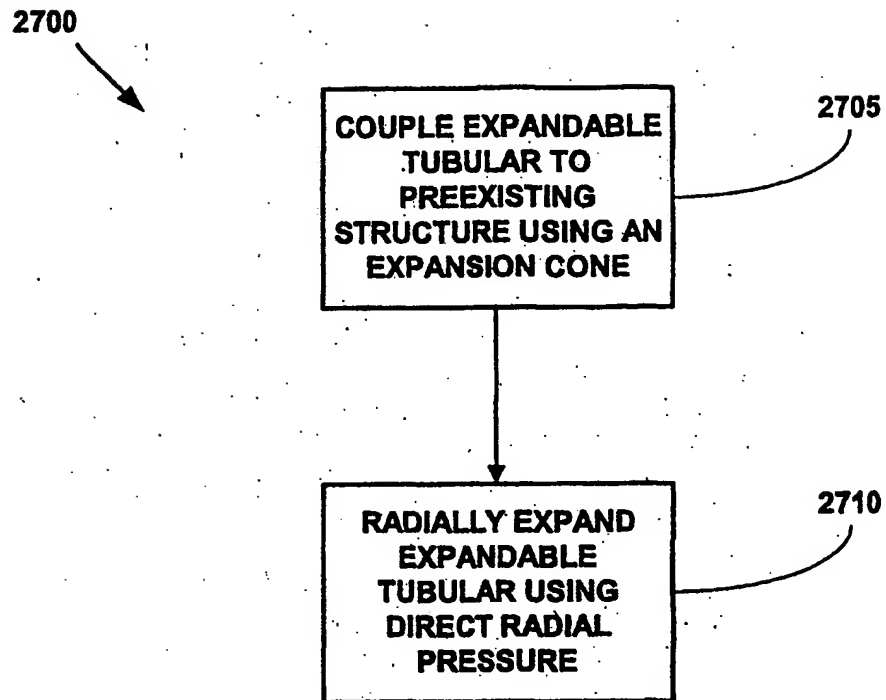 2700
2705
COUPLE EXPANDABLE
TUBULAR TO
PREEXISTING
STRUCTURE USING AN
EXPANSION CONE
2710
RADIALLY EXPAND
EXPANDABLE
TUBULAR USING
DIRECT RADIAL
PRESSURE